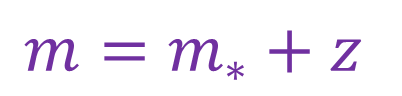 m = m_* + z